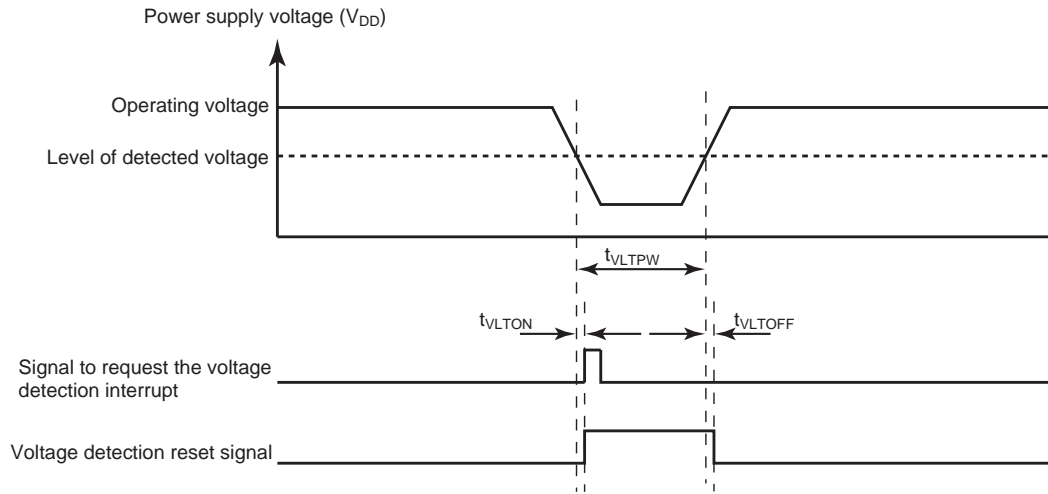 Power supply voltage (VDD)
Operating voltage
Level of detected voltage
tVLTPW
tVLTON
tVLTOFF
Signal to request the voltage
detection interrupt
Voltage detection reset signal